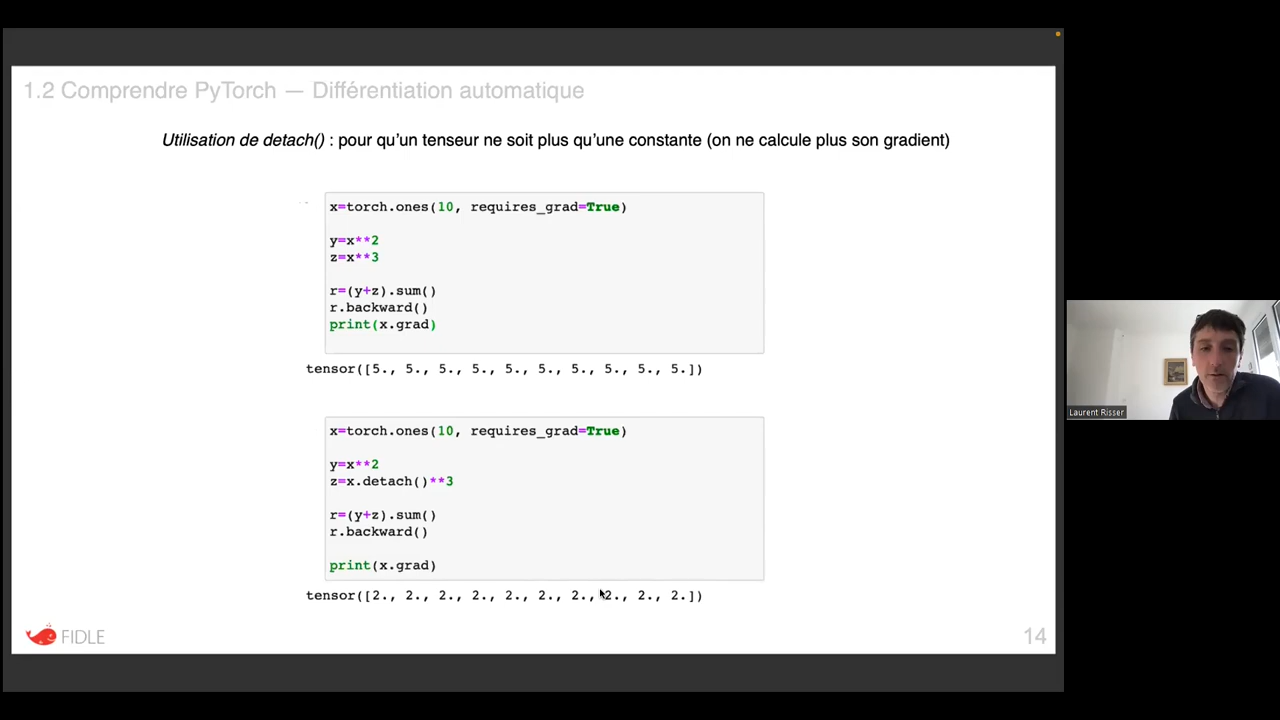 1.2 Comprendre PyTorch — Différentiation automatique
Utilisation de detach() : pour qu'un tenseur ne soit plus qu'une constante (on ne calcule plus son gradient)
x=torch.ones(10, requires_grad=True)
y=x**2
z=x**3
r=(y+z).sum()
r.backward()
print(x.grad)
tensor([5., 5., 5., 5., 5., 5., 5., 5., 5., 5.])
x=torch.ones(10, requires_grad=True)
y=x**2
z=x.detach()**3
r=(y+z).sum()
r.backward()
print(x.grad)
tensor([2., 2., 2., 2., 2., 2., 2., 2., 2., 2.])
FIDLE
14
Laurent Risser